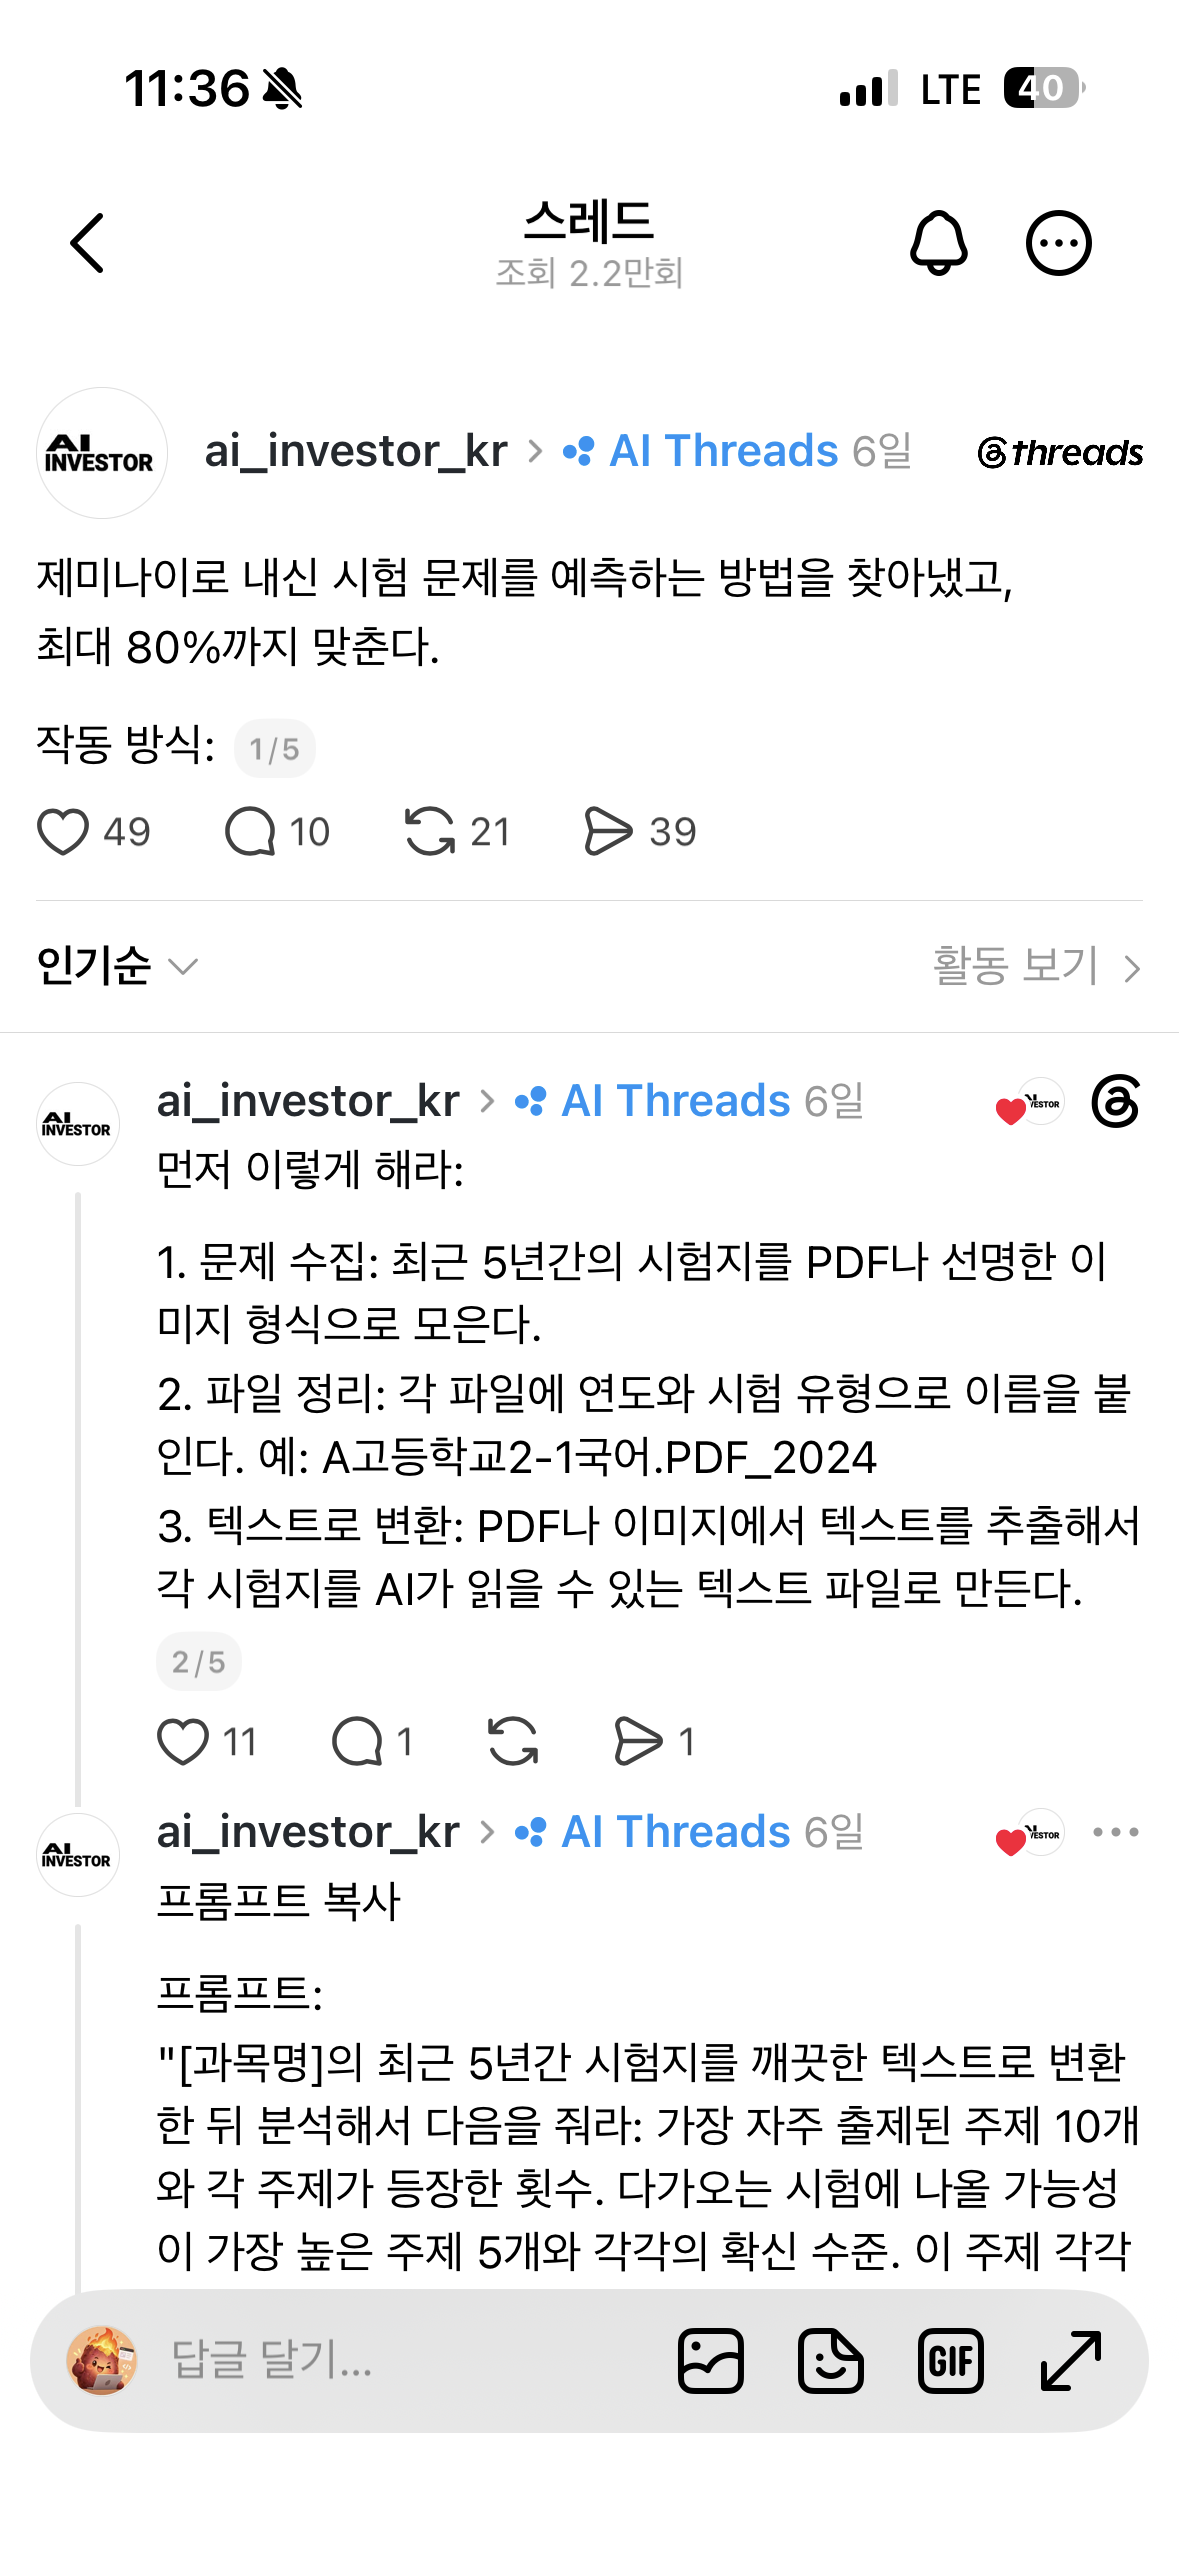 11:36
LTE
40
스레드
조회 2.2만회
AI
INVESTOR
ai_investor_kr > AI Threads 6일
threads
제미나이로 내신 시험 문제를 예측하는 방법을 찾아냈고,
최대 80%까지 맞춘다.
작동 방식: 1/5
49 10 21 39
인기순
활동 보기 >
AI
INVESTOR
ai_investor_kr > AI Threads 6일
먼저 이렇게 해라:
1. 문제 수집: 최근 5년간의 시험지를 PDF나 선명한 이
미지 형식으로 모은다.
2. 파일 정리: 각 파일에 연도와 시험 유형으로 이름을 붙
인다. 예: A고등학교2-1국어.PDF_2024
3. 텍스트로 변환: PDF나 이미지에서 텍스트를 추출해서
각 시험지를 AI가 읽을 수 있는 텍스트 파일로 만든다.
2/5
11 1 1
AI
INVESTOR
ai_investor_kr > AI Threads 6일
프롬프트 복사
프롬프트:
"[과목명]의 최근 5년간 시험지를 깨끗한 텍스트로 변환
한 뒤 분석해서 다음을 줘라: 가장 자주 출제된 주제 10개
와 각 주제가 등장한 횟수. 다가오는 시험에 나올 가능성
이 가장 높은 주제 5개와 각각의 확신 수준. 이 주제 각각
답글 달기...
GIF